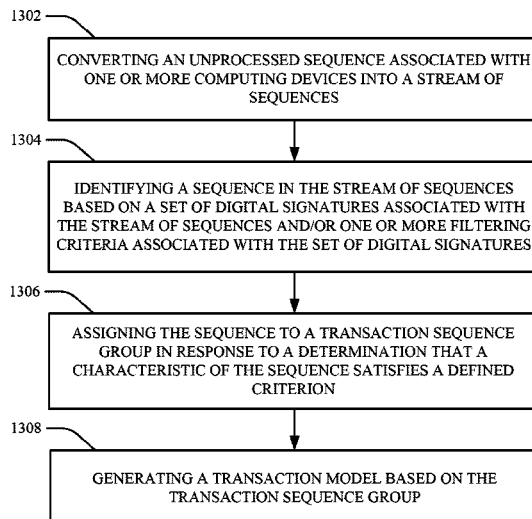 1302
CONVERTING AN UNPROCESSED SEQUENCE ASSOCIATED WITH
ONE OR MORE COMPUTING DEVICES INTO A STREAM OF
SEQUENCES
1304
IDENTIFYING A SEQUENCE IN THE STREAM OF SEQUENCES
BASED ON A SET OF DIGITAL SIGNATURES ASSOCIATED WITH
THE STREAM OF SEQUENCES AND/OR ONE OR MORE FILTERING
CRITERIA ASSOCIATED WITH THE SET OF DIGITAL SIGNATURES
1306
ASSIGNING THE SEQUENCE TO A TRANSACTION SEQUENCE
GROUP IN RESPONSE TO A DETERMINATION THAT A
CHARACTERISTIC OF THE SEQUENCE SATISFIES A DEFINED
CRITERION
1308
GENERATING A TRANSACTION MODEL BASED ON THE
TRANSACTION SEQUENCE GROUP